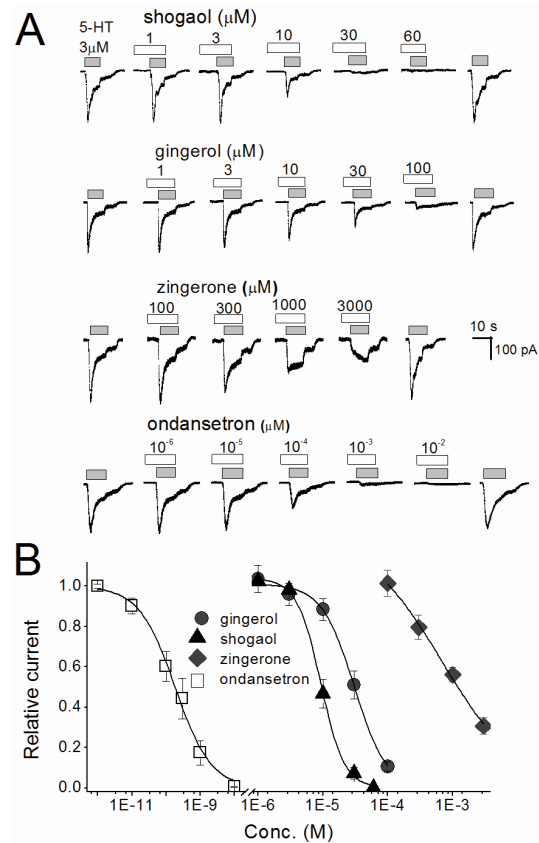 A
shogaol (μM)
5-HT
3μM
1 3 10 30 60
gingerol (μM)
1 3 10 30 100
zingerone (μM)
100 300 1000 3000
10 s
100 pA
ondansetron (μM)
10⁻⁶ 10⁻⁵ 10⁻⁴ 10⁻³ 10⁻²
B
Relative current
1.0
0.8
0.6
0.4
0.2
0.0
gingerol
shogaol
zingerone
ondansetron
1E-11 1E-9 1E-6 1E-5 1E-4 1E-3
Conc. (M)